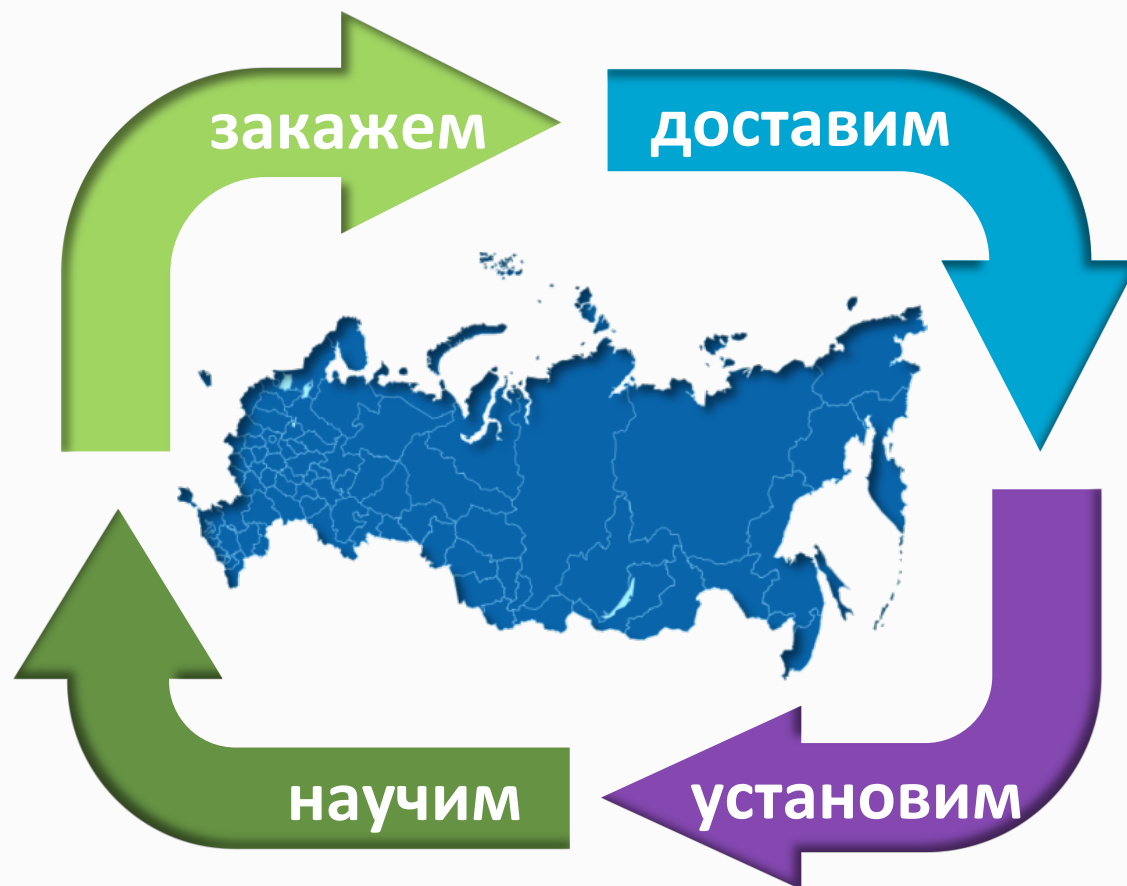 закажем
доставим
научим
установим